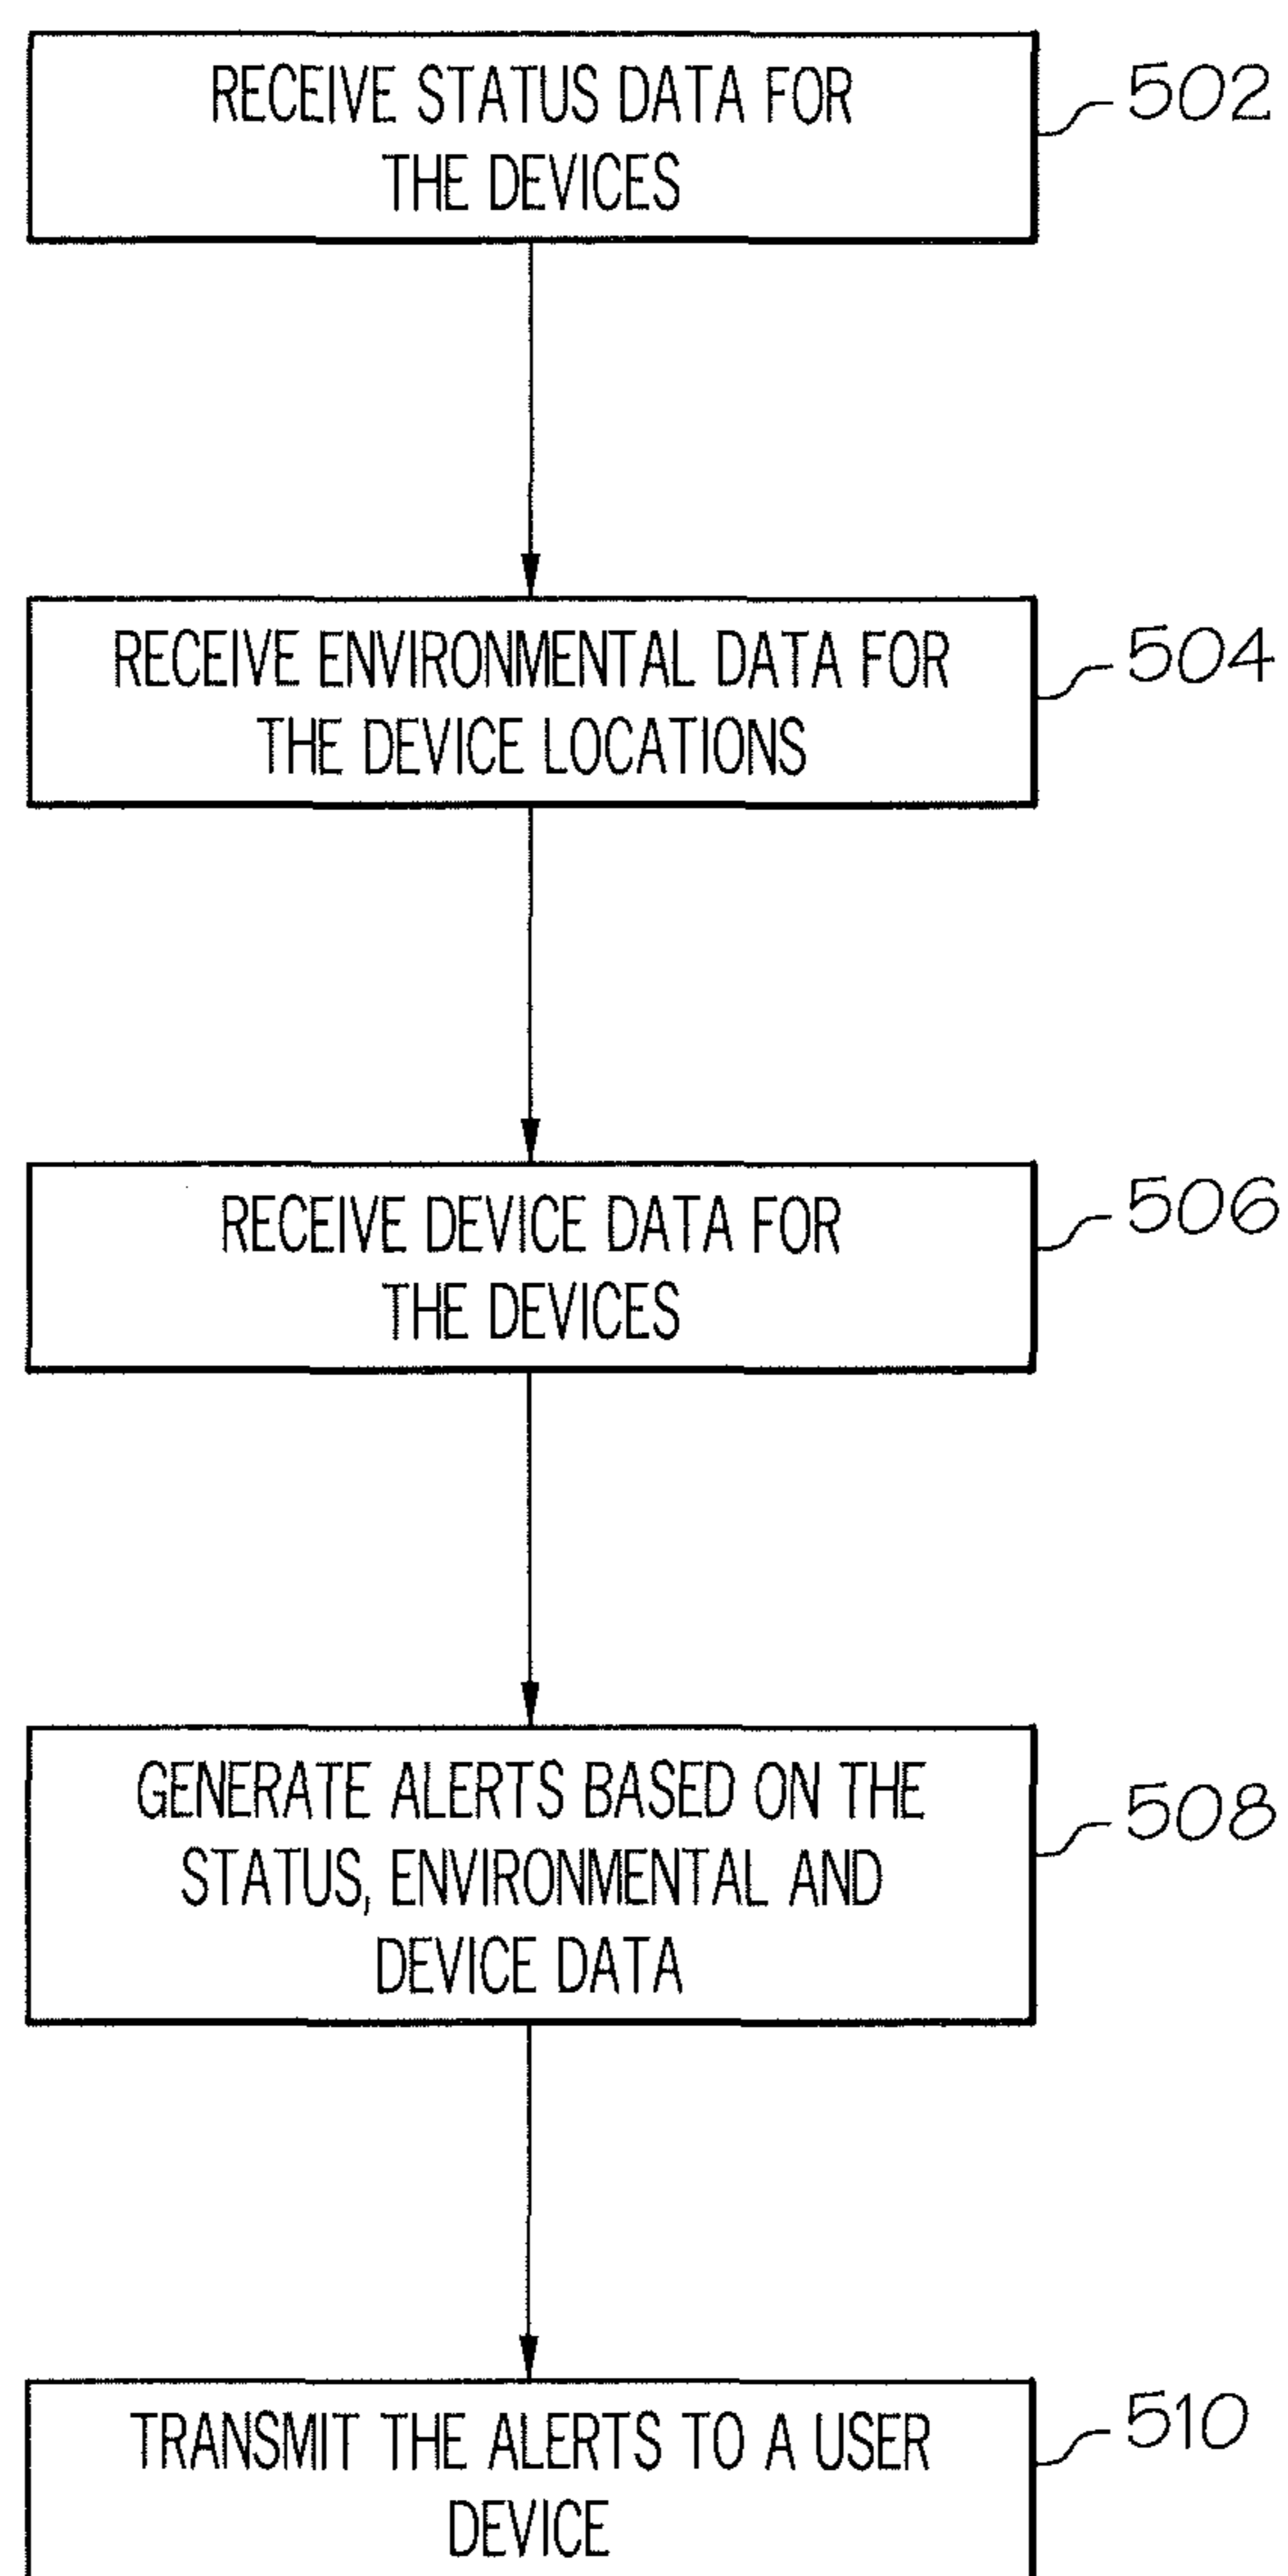 RECEIVE STATUS DATA FOR
THE DEVICES
502
RECEIVE ENVIRONMENTAL DATA FOR
THE DEVICE LOCATIONS
504
RECEIVE DEVICE DATA FOR
THE DEVICES
506
GENERATE ALERTS BASED ON THE
STATUS, ENVIRONMENTAL AND
DEVICE DATA
508
TRANSMIT THE ALERTS TO A USER
DEVICE
510